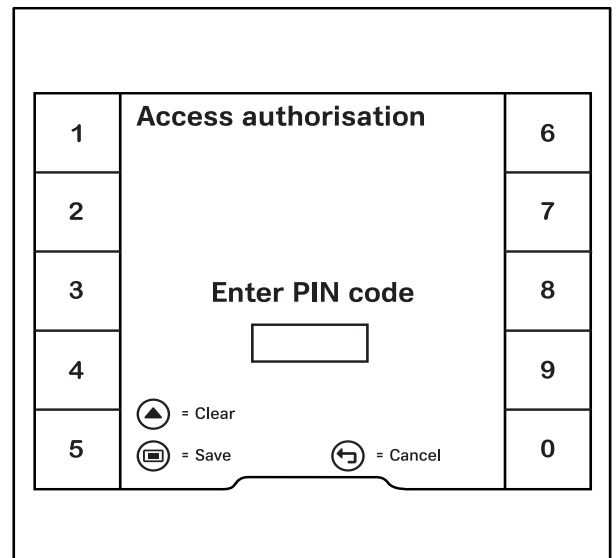 Access authorisation
1
6
2
7
3
Enter PIN code
8
4
9
= Clear
5
= Save
= Cancel
0